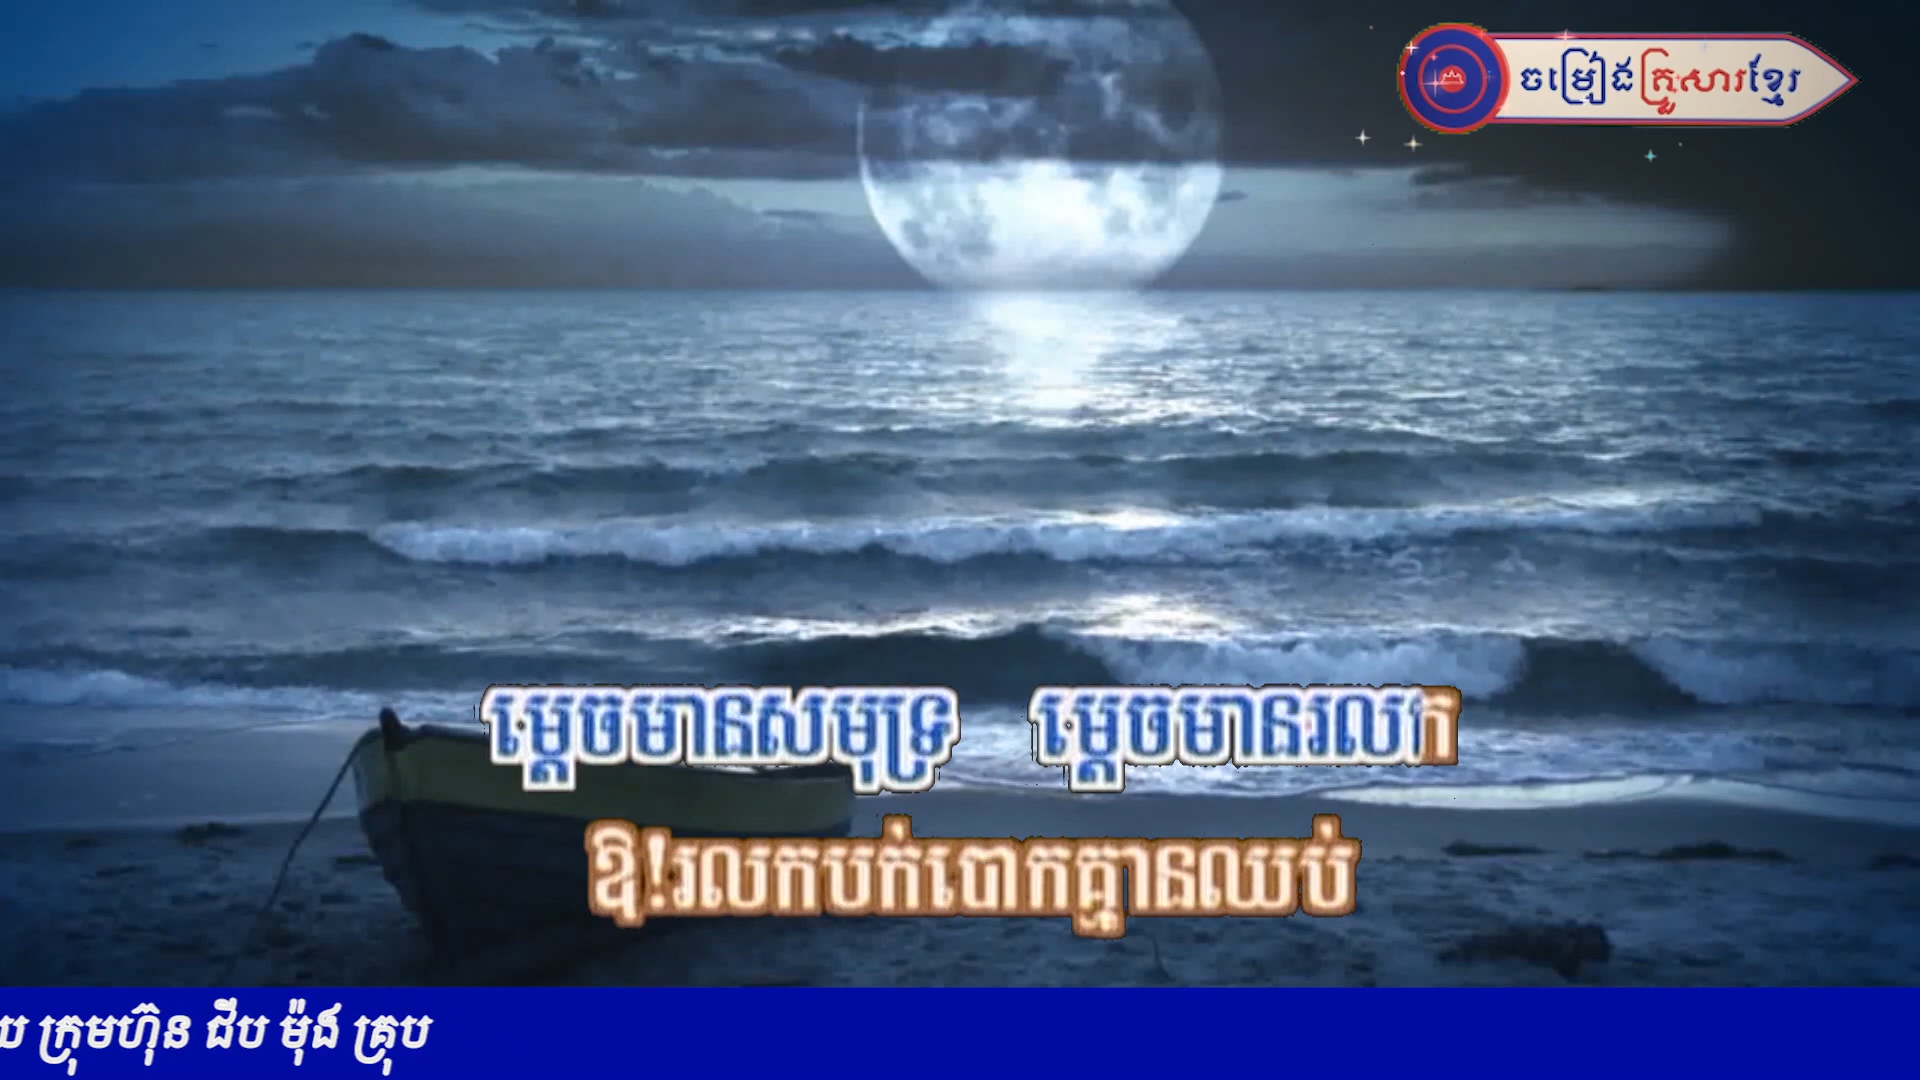 ចម្រៀងគ្រួសារខ្មែរ
ម្ដេចមានសមុទ្រ ម្ដេចមានរលក
ឱ!រលកបក់បោកគ្មានឈប់
ក្រុមហ៊ុន ជីប ម៉ុង គ្រុប